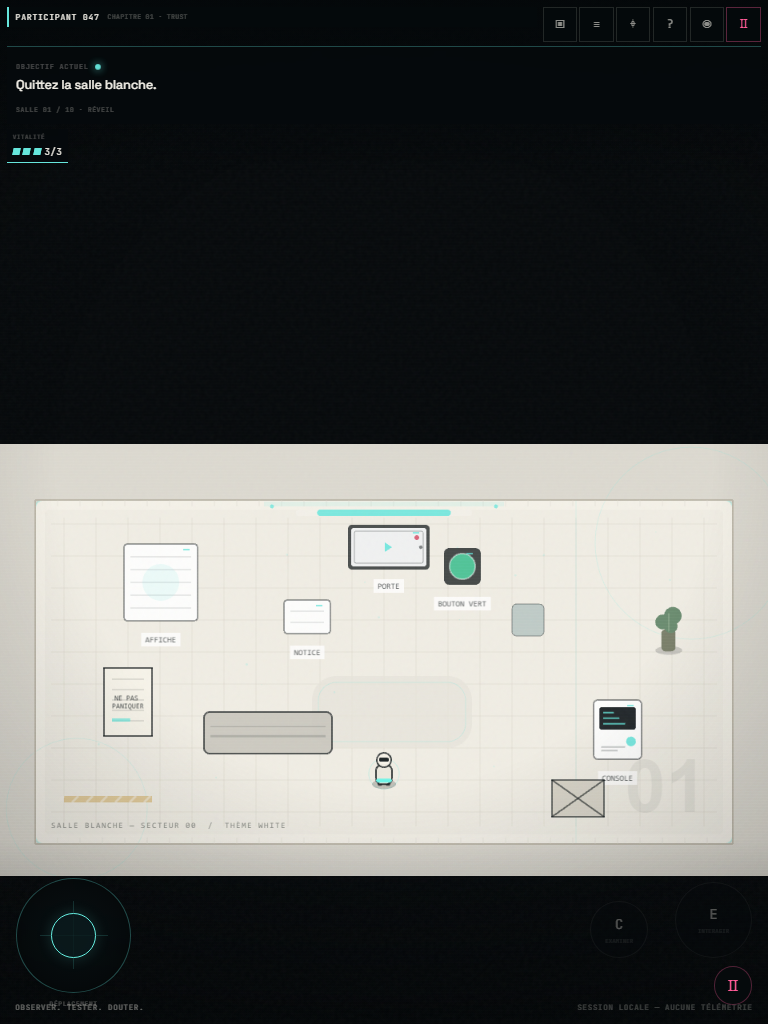 PARTICIPANT 047 CHAPITRE 01 · TRUST
?
OBJECTIF ACTUEL
Quittez la salle blanche.
SALLE 01 / 10 · RÉVEIL
VITALITÉ
3/3
PORTE
BOUTON VERT
AFFICHE
NOTICE
NE PAS
PANIQUER
CONSOLE
01
SALLE BLANCHE — SECTEUR 00 / THÈME WHITE
C
E
DÉPLACEMENT
OBSERVER. TESTER. DOUTER.
SESSION LOCALE — AUCUNE TÉLÉMÉTRIE